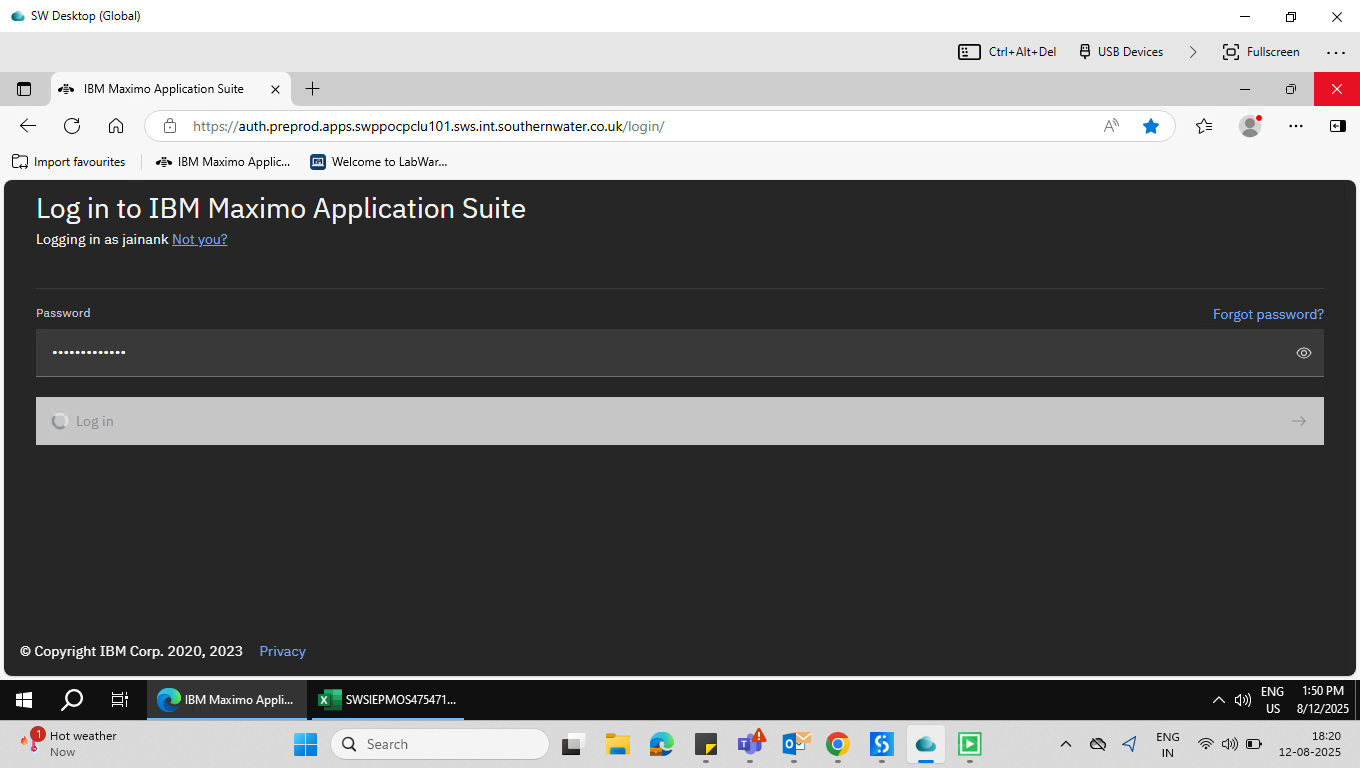 SW Desktop (Global)
Ctrl+Alt+Del USB Devices Fullscreen
IBM Maximo Application Suite
https://auth.preprod.apps.swppocpclu101.sws.int.southernwater.co.uk/login/
Import favourites IBM Maximo Applic... Welcome to LabWar...
Log in to IBM Maximo Application Suite
Logging in as jainank Not you?
Password Forgot password?
Log in
© Copyright IBM Corp. 2020, 2023 Privacy
IBM Maximo Appli... SWSIEPMOS475471... ENG 1:50 PM
US 8/12/2025
1 Hot weather Search ENG 18:20
Now IN 12-08-2025